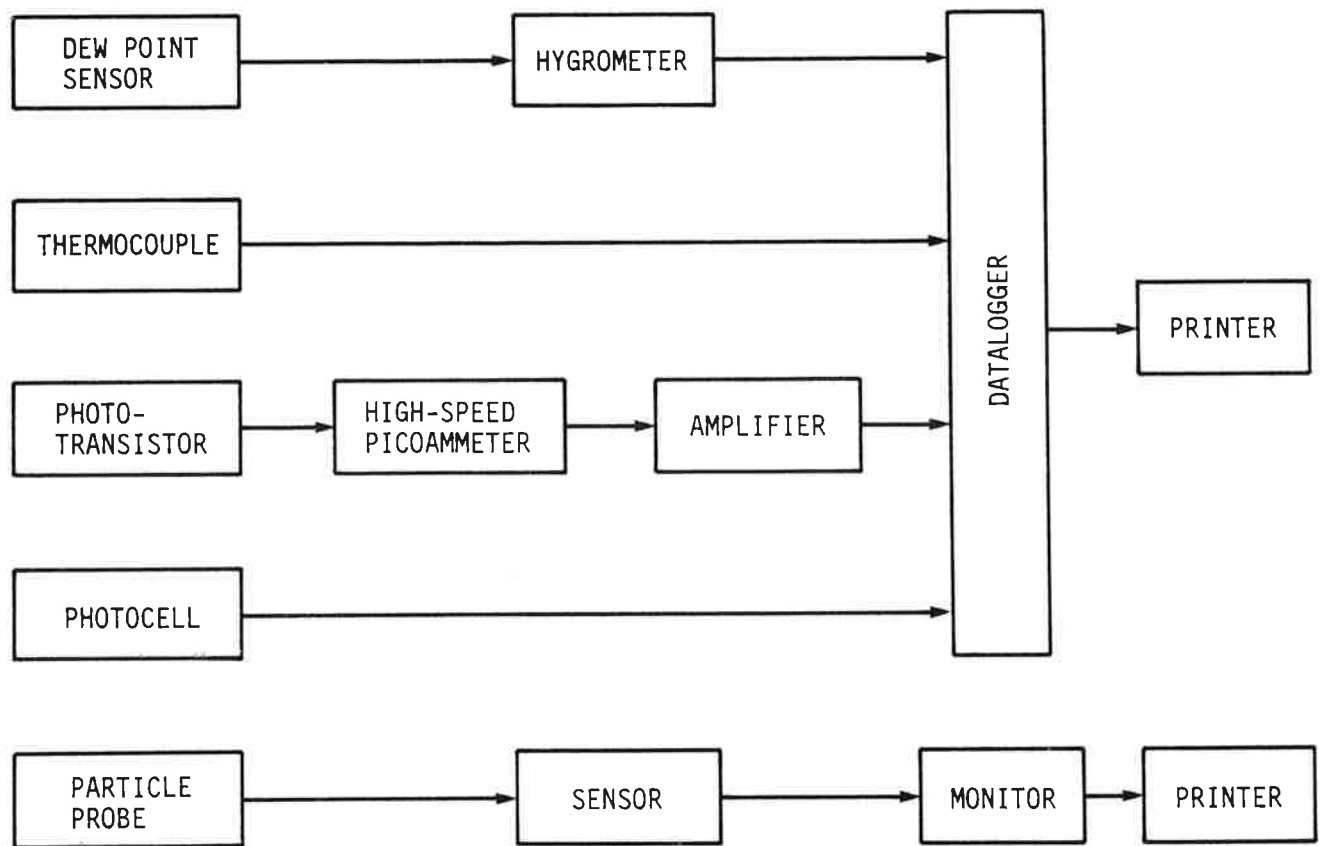 DEW POINT
SENSOR
HYGROMETER
THERMOCOUPLE
DATALOGGER
PRINTER
PHOTO-
TRANSISTOR
HIGH-SPEED
PICOAMMETER
AMPLIFIER
PHOTOCELL
PARTICLE
PROBE
SENSOR
MONITOR
PRINTER